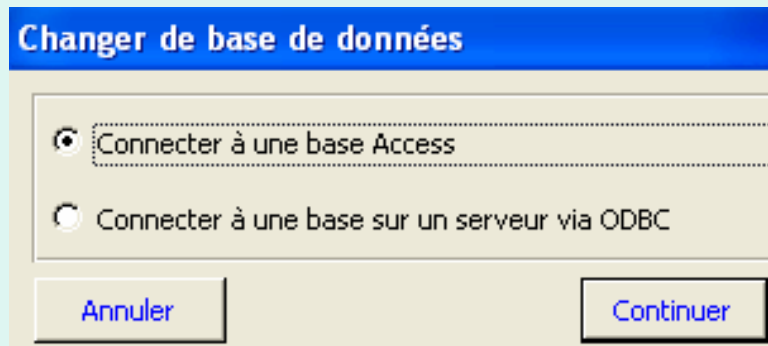 Changer de base de données
Connecter à une base Access
Connecter à une base sur un serveur via ODBC
Annuler
Continuer